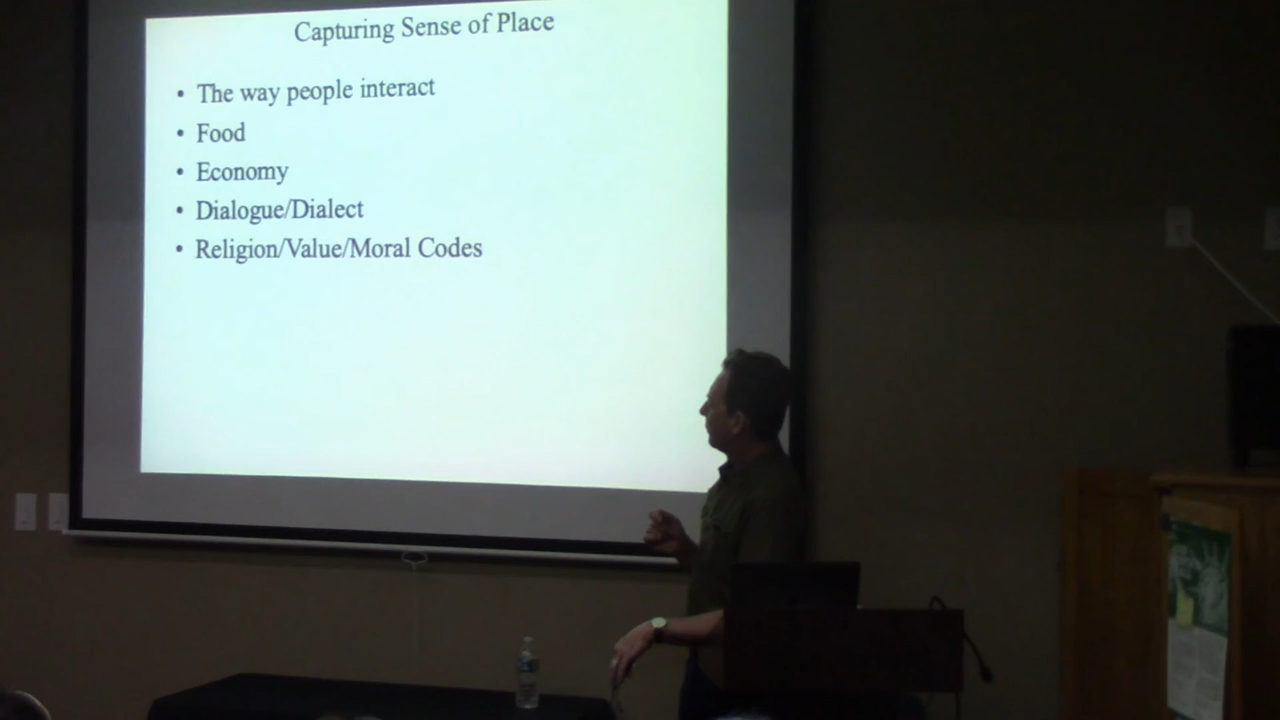 Capturing Sense of Place
• The way people interact
• Food
• Economy
• Dialogue/Dialect
• Religion/Value/Moral Codes